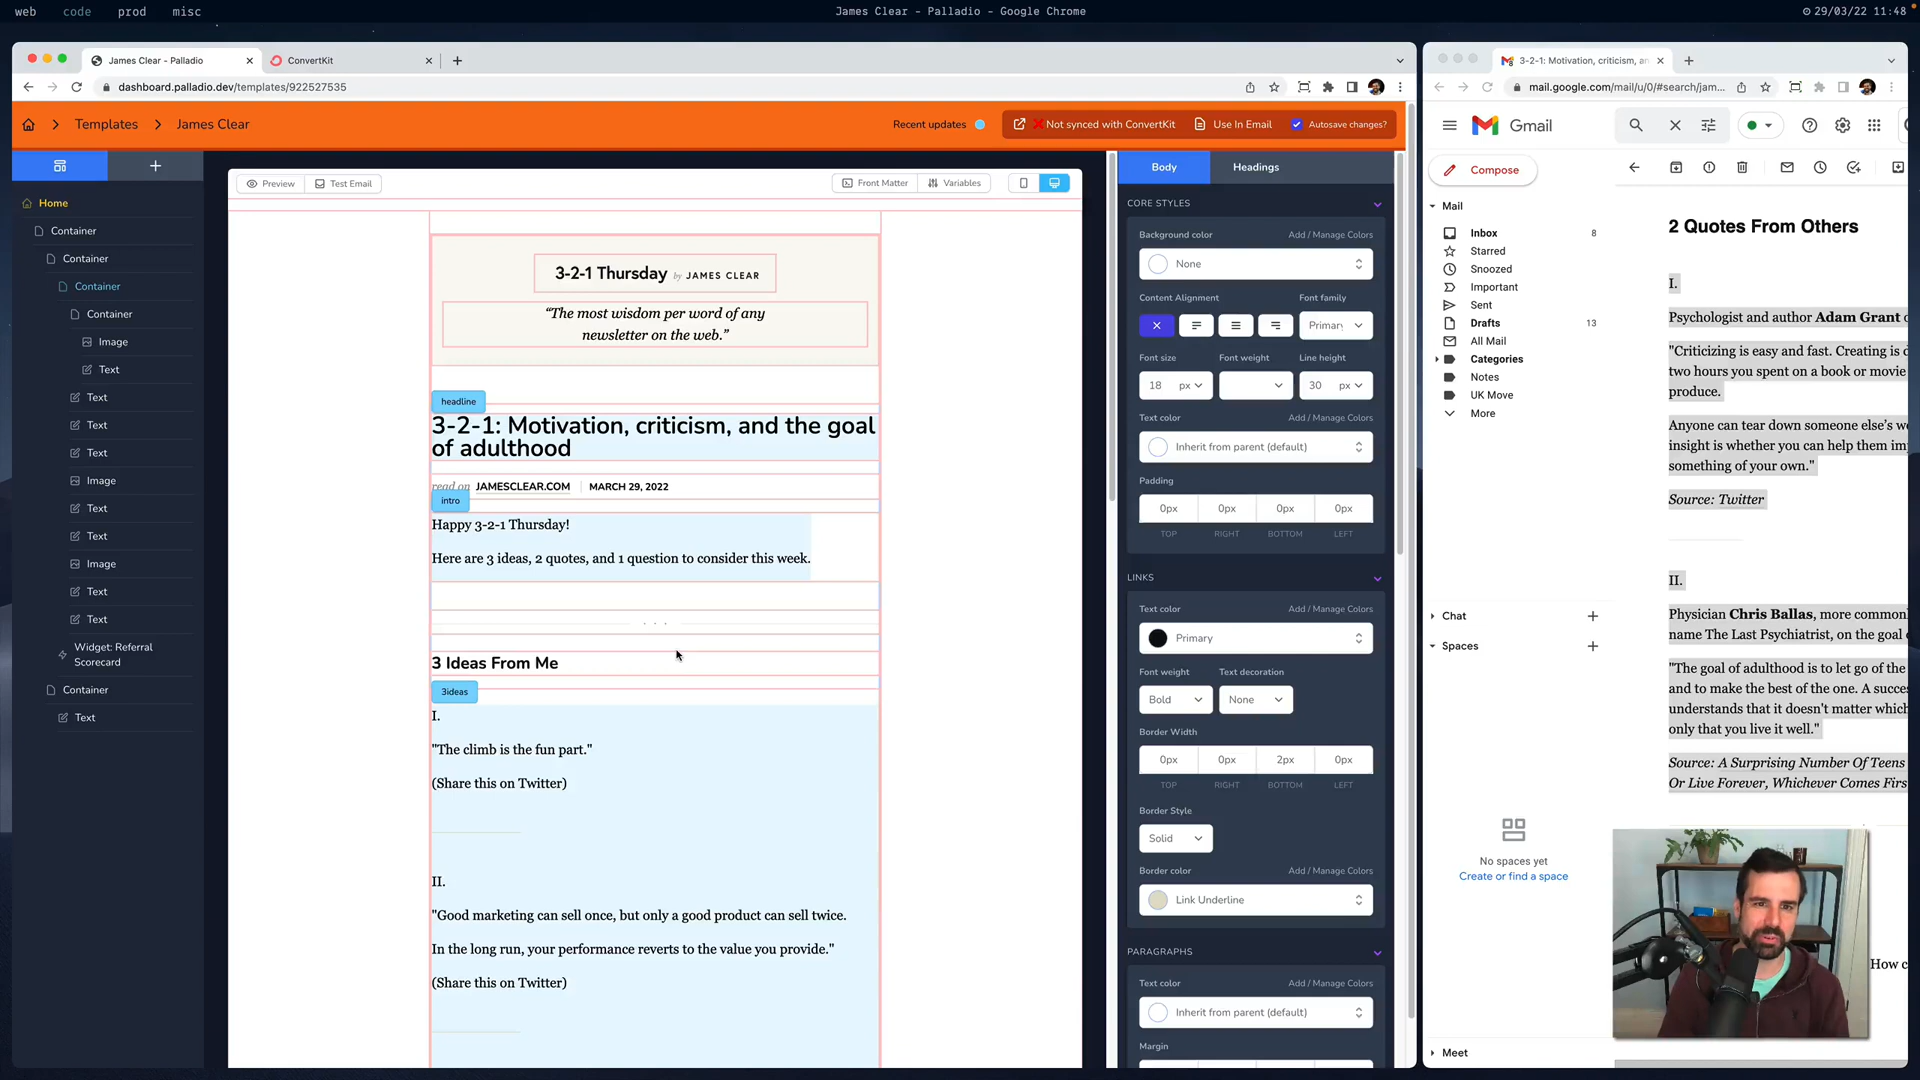 web code prod misc
James Clear - Palladio - Google Chrome
29/03/22 11:48
James Clear - Palladio
ConvertKit
dashboard.palladio.dev/templates/922527535
Templates
James Clear
Recent updates
Not synced with ConvertKit
Use In Email
Autosave changes?
Home
Container
Container
Container
Container
Image
Text
Text
Text
Text
Image
Text
Text
Image
Text
Text
Widget: Referral
Scorecard
Container
Text
Preview
Test Email
Front Matter
Variables
3-2-1 Thursday by JAMES CLEAR
“The most wisdom per word of any
newsletter on the web.”
headline
3-2-1: Motivation, criticism, and the goal
of adulthood
read on JAMESCLEAR.COM MARCH 29, 2022
intro
Happy 3-2-1 Thursday!
Here are 3 ideas, 2 quotes, and 1 question to consider this week.
3 Ideas From Me
3ideas
I.
"The climb is the fun part."
(Share this on Twitter)
II.
"Good marketing can sell once, but only a good product can sell twice.
In the long run, your performance reverts to the value you provide."
(Share this on Twitter)
Body
Headings
CORE STYLES
Background color
Add / Manage Colors
None
Content Alignment
Font family
Primary
Font size
Font weight
Line height
18 px
30 px
Text color
Add / Manage Colors
Inherit from parent (default)
Padding
0px 0px 0px 0px
TOP RIGHT BOTTOM LEFT
LINKS
Text color
Add / Manage Colors
Primary
Font weight
Text decoration
Bold
None
Border Width
0px 0px 2px 0px
TOP RIGHT BOTTOM LEFT
Border Style
Solid
Border color
Add / Manage Colors
Link Underline
PARAGRAPHS
Text color
Add / Manage Colors
Inherit from parent (default)
Margin
3-2-1: Motivation, criticism, an
mail.google.com/mail/u/0/#search/jam...
Gmail
Compose
Mail
Inbox 8
Starred
Snoozed
Important
Sent
Drafts 13
All Mail
Categories
Notes
UK Move
More
Chat
Spaces
No spaces yet
Create or find a space
Meet
2 Quotes From Others
I.
Psychologist and author Adam Grant
"Criticizing is easy and fast. Creating is
two hours you spent on a book or movie
produce.
Anyone can tear down someone else's
insight is whether you can help them
something of your own."
Source: Twitter
II.
Physician Chris Ballas, more
name The Last Psychiatrist, on the goal
"The goal of adulthood is to let go of the
and to make the best of the one. A
understands that it doesn't matter
only that you live it well."
Source: A Surprising Number Of Teens
Or Live Forever, Whichever Comes
How